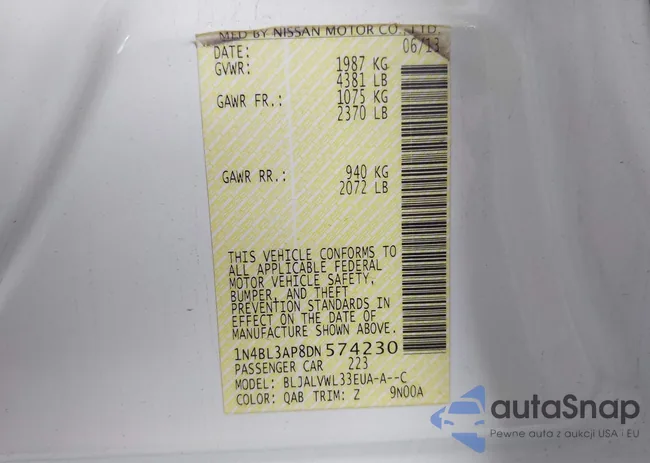 MFD BY NISSAN MOTOR CO., LTD.
DATE: 06/13
GVWR: 1987 KG
4381 LB
GAWR FR.: 1075 KG
2370 LB
GAWR RR.: 940 KG
2072 LB
THIS VEHICLE CONFORMS TO
ALL APPLICABLE FEDERAL
MOTOR VEHICLE SAFETY,
BUMPER, AND THEFT
PREVENTION STANDARDS IN
EFFECT ON THE DATE OF
MANUFACTURE SHOWN ABOVE.
1N4BL3AP8DN574230
PASSENGER CAR 223
MODEL: BLJALVWL33EUA-A--C
COLOR: QAB TRIM: Z 9N00A
autaSnap
Pewne auta z aukcji USA i EU